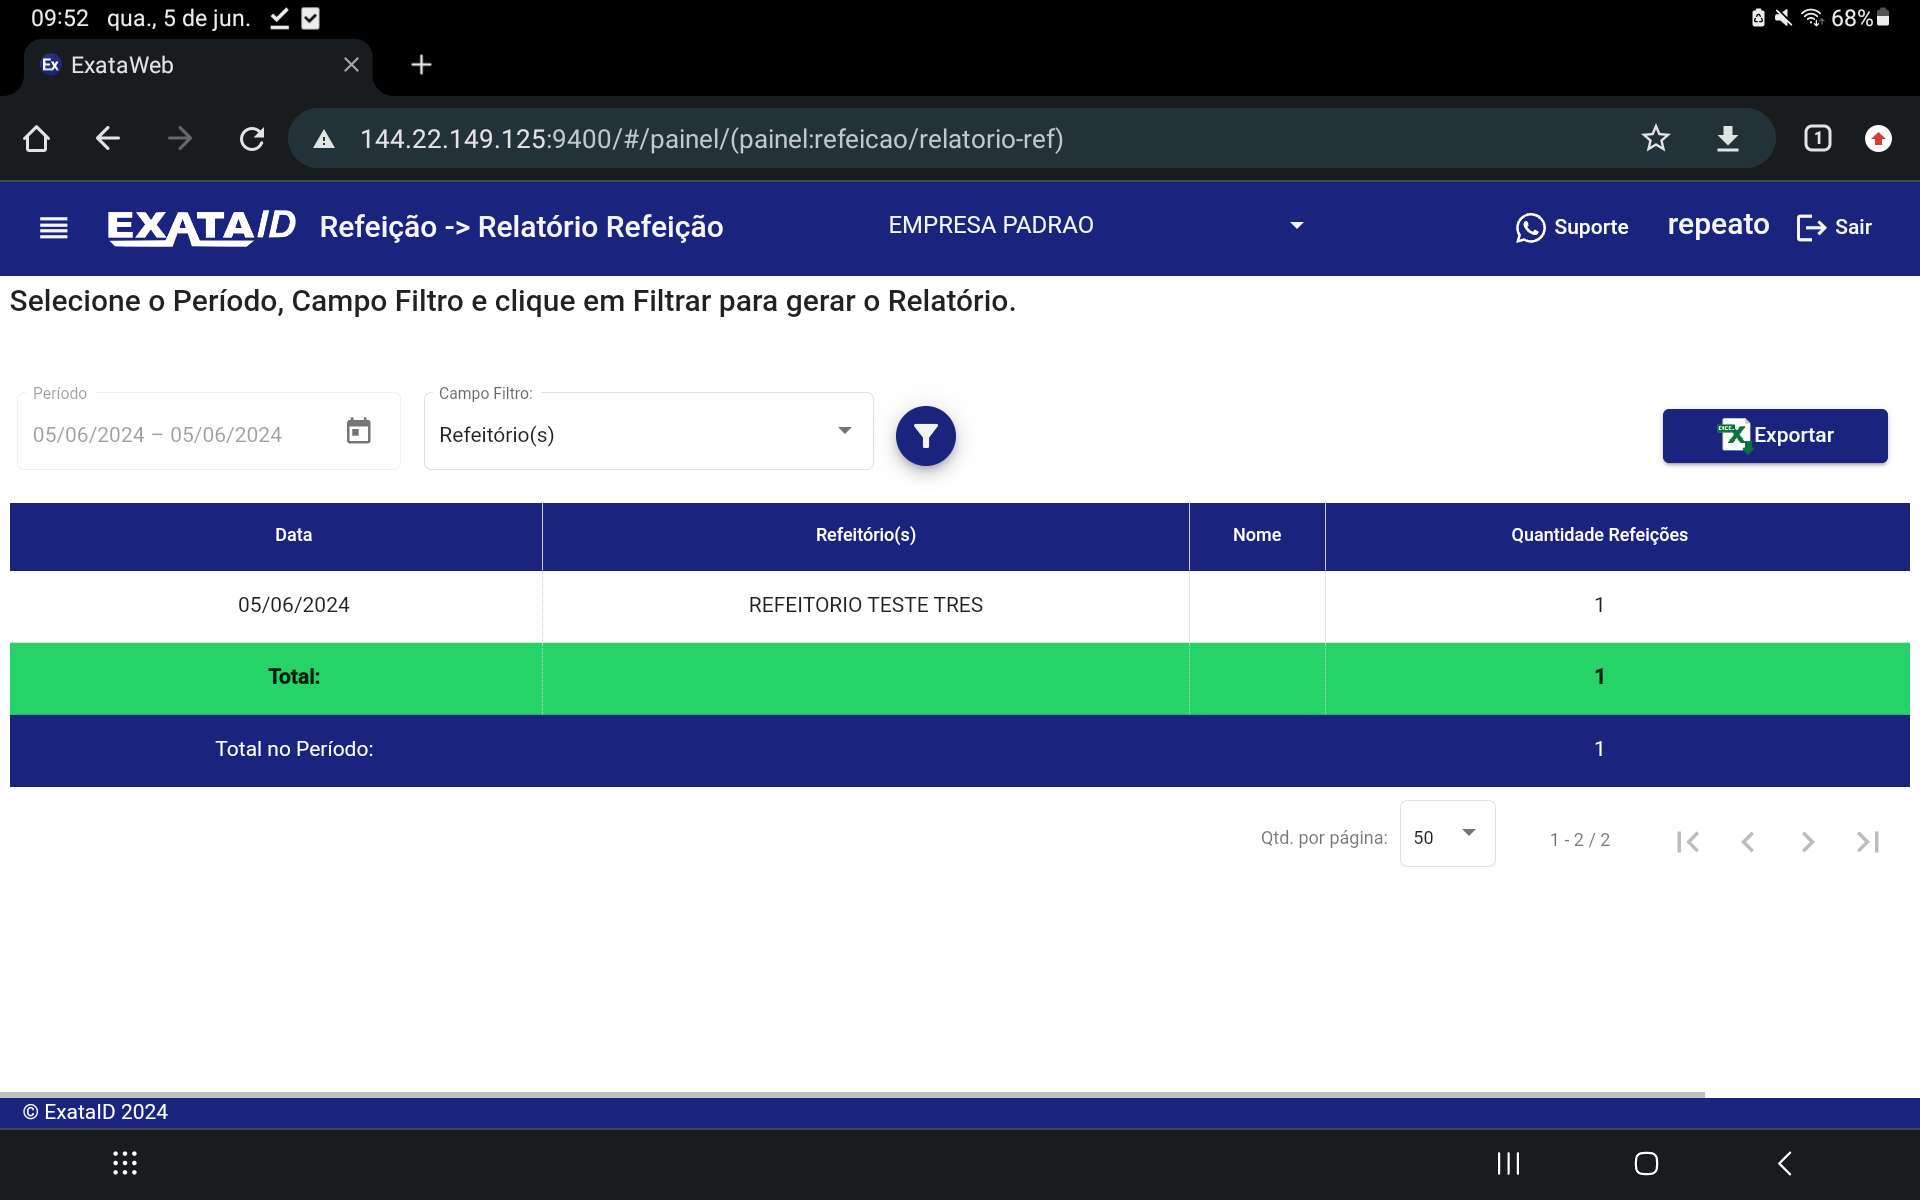 09:52 qua., 5 de jun. 68%
Ex ExataWeb
144.22.149.125:9400/#/painel/(painel:refeicao/relatorio-ref) 1
EXATAID Refeição -> Relatório Refeição EMPRESA PADRAO Suporte repeato Sair
Selecione o Período, Campo Filtro e clique em Filtrar para gerar o Relatório.
Período Campo Filtro:
05/06/2024 – 05/06/2024 Refeitório(s) Exportar
Data Refeitório(s) Nome Quantidade Refeições
05/06/2024 REFEITORIO TESTE TRES 1
Total: 1
Total no Período: 1
Qtd. por página: 50 1 - 2 / 2
© ExataID 2024